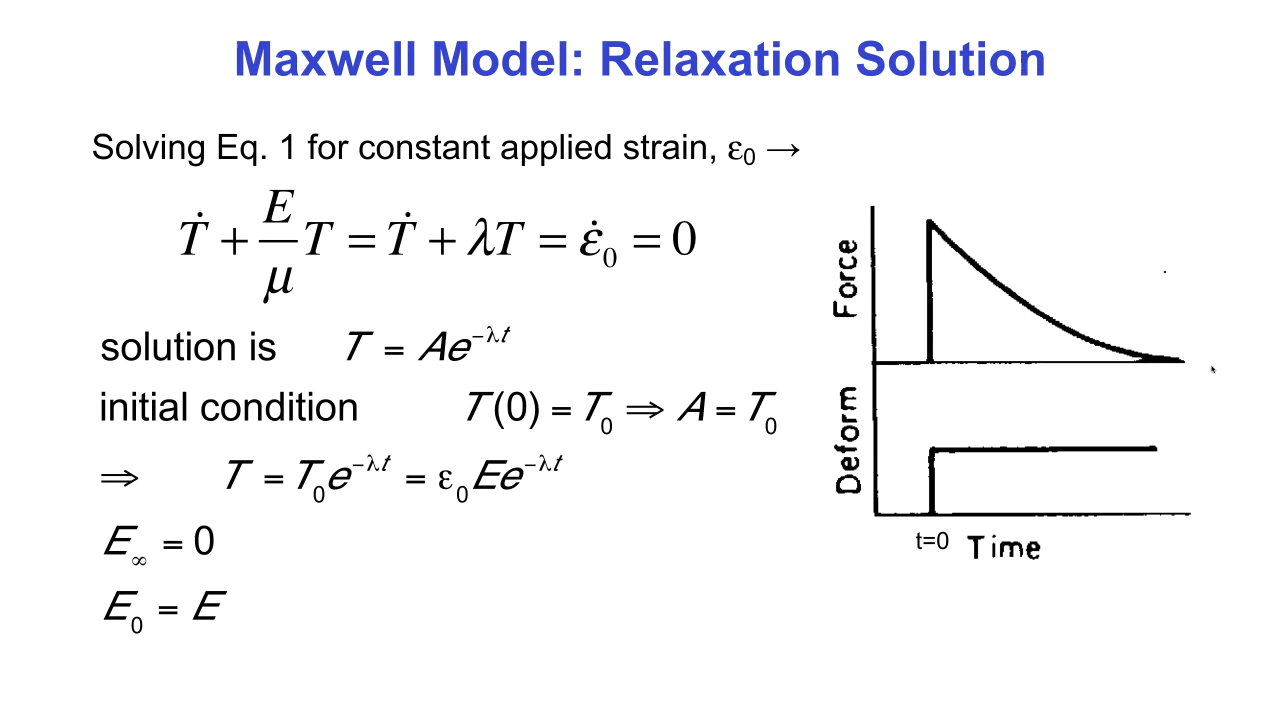 Maxwell Model: Relaxation Solution
Solving Eq. 1 for constant applied strain, ε₀ →
Ṫ + E/μ T = Ṫ + λT = ε̇₀ = 0
solution is T = Ae^−λt
initial condition T(0) = T₀ ⇒ A = T₀
⇒ T = T₀e^−λt = ε₀Ee^−λt
E∞ = 0
E₀ = E
Force
Deform
t=0 Time